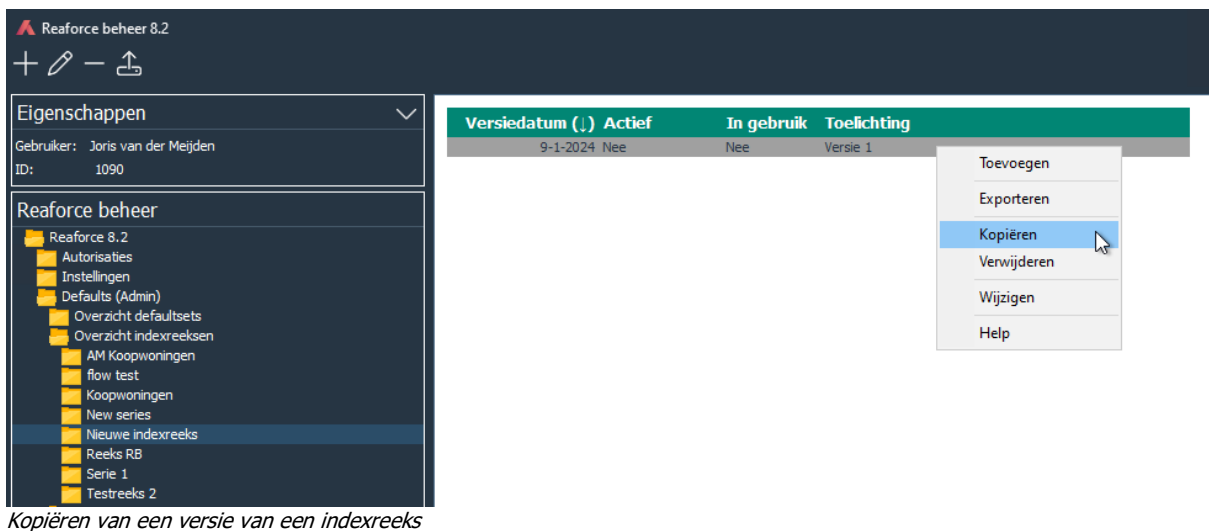 Reaforce beheer 8.2
Eigenschappen
Gebruiker: Joris van der Meijden
ID: 1090
Reaforce beheer
Reaforce 8.2
Autorisaties
Instellingen
Defaults (Admin)
Overzicht defaultsets
Overzicht indexreeksen
AM Koopwoningen
flow test
Koopwoningen
New series
Nieuwe indexreeks
Reeks RB
Serie 1
Testreeks 2
Versiedatum (↓) Actief In gebruik Toelichting
9-1-2024 Nee Nee Versie 1
Toevoegen
Exporteren
Kopiëren
Verwijderen
Wijzigen
Help
Kopiëren van een versie van een indexreeks